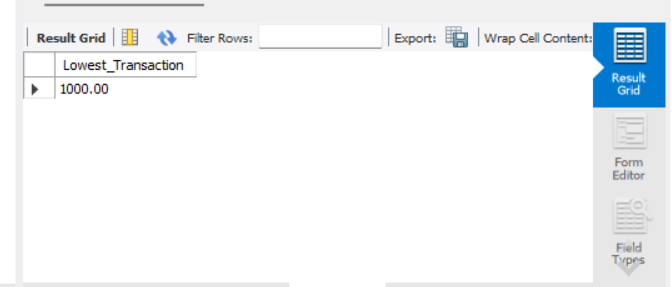 Result Grid Filter Rows: Export: Wrap Cell Content:
Lowest_Transaction
1000.00
Result
Grid
Form
Editor
Field
Types